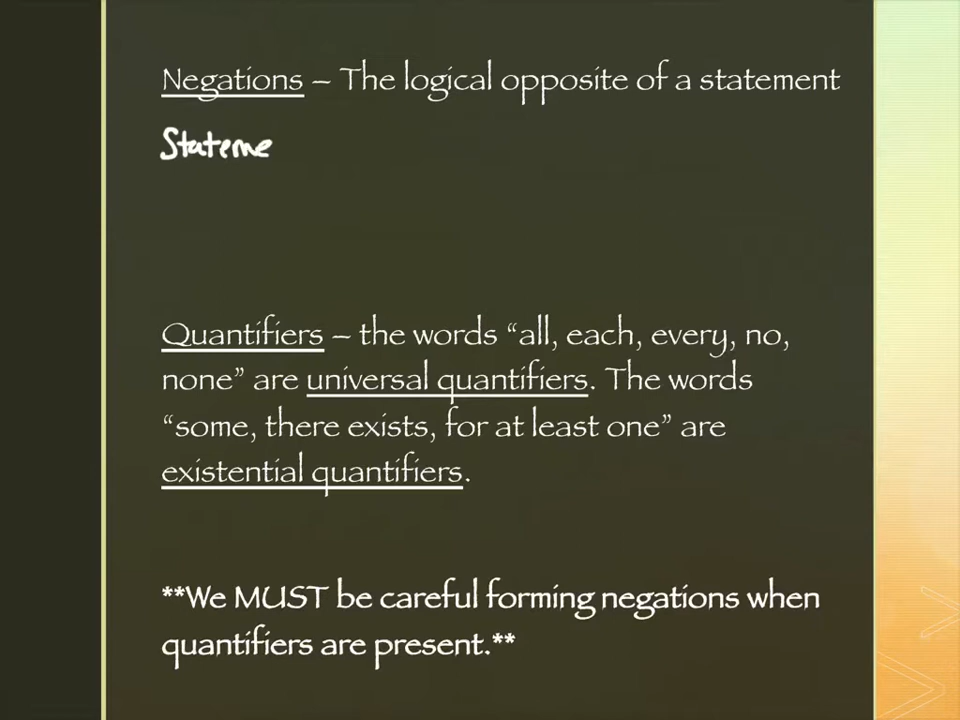 Negations – The logical opposite of a statement
Stateme
Quantifiers – the words “all, each, every, no,
none” are universal quantifiers. The words
“some, there exists, for at least one” are
existential quantifiers.
**We MUST be careful forming negations when
quantifiers are present.**